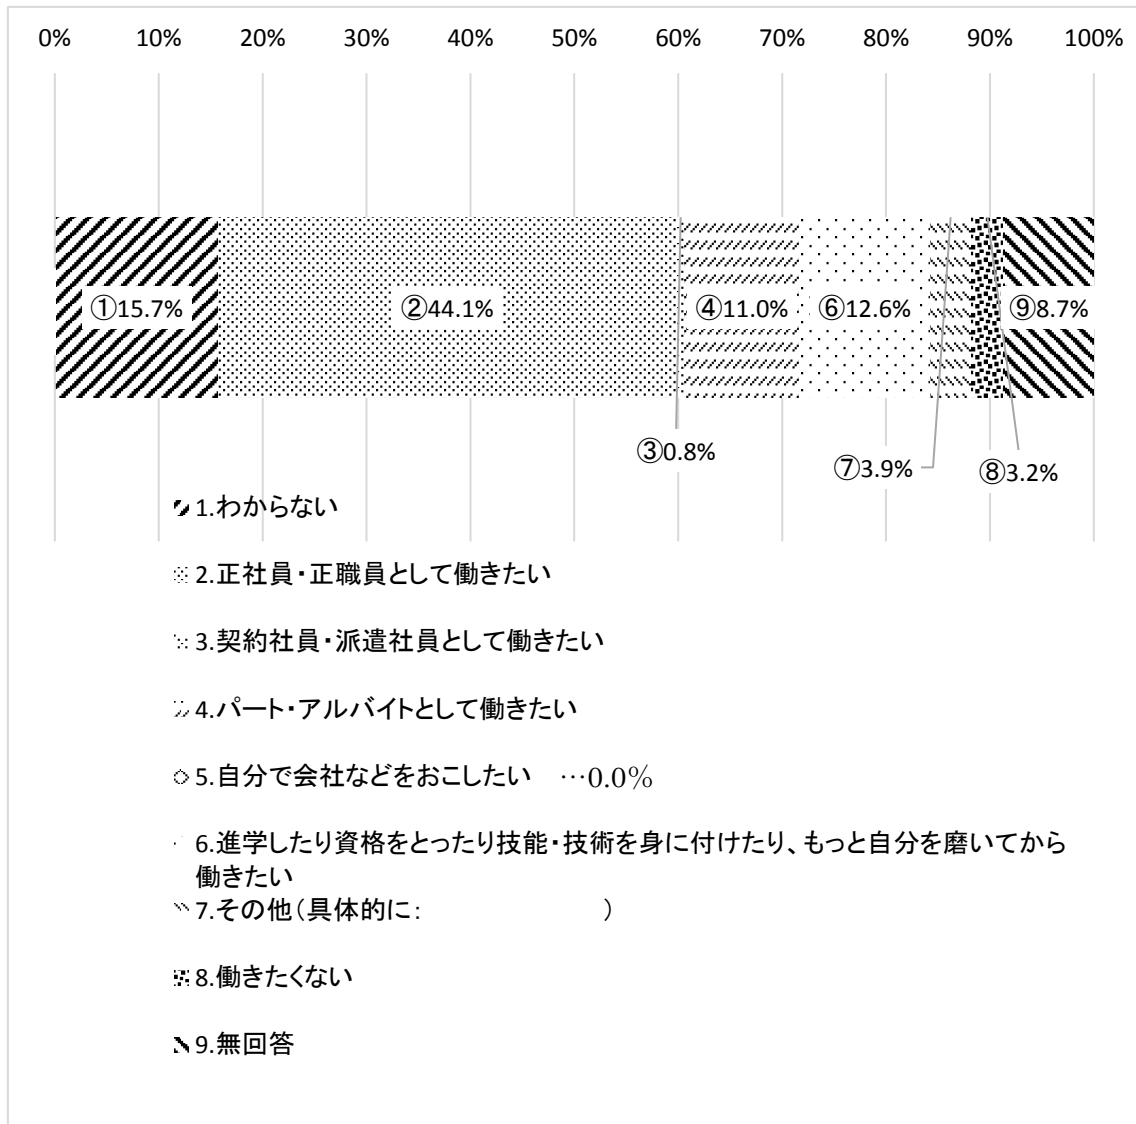 0% 10% 20% 30% 40% 50% 60% 70% 80% 90% 100%
①15.7% ②44.1% ④11.0% ⑥12.6% ⑨8.7%
③0.8% ⑦3.9% ⑧3.2%
1.わからない
2.正社員・正職員として働きたい
3.契約社員・派遣社員として働きたい
4.パート・アルバイトとして働きたい
5.自分で会社などをおこしたい …0.0%
6.進学したり資格をとったり技能・技術を身に付けたり、もっと自分を磨いてから
働きたい
7.その他（具体的に： ）
8.働きたくない
9.無回答